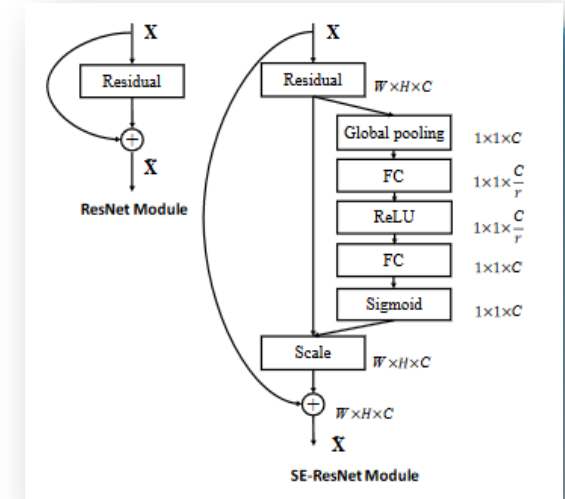 X
Residual
+
X
ResNet Module
X
Residual
W×H×C
Global pooling
1×1×C
FC
1×1×C/r
ReLU
1×1×C/r
FC
1×1×C
Sigmoid
1×1×C
Scale
W×H×C
+
W×H×C
X
SE-ResNet Module